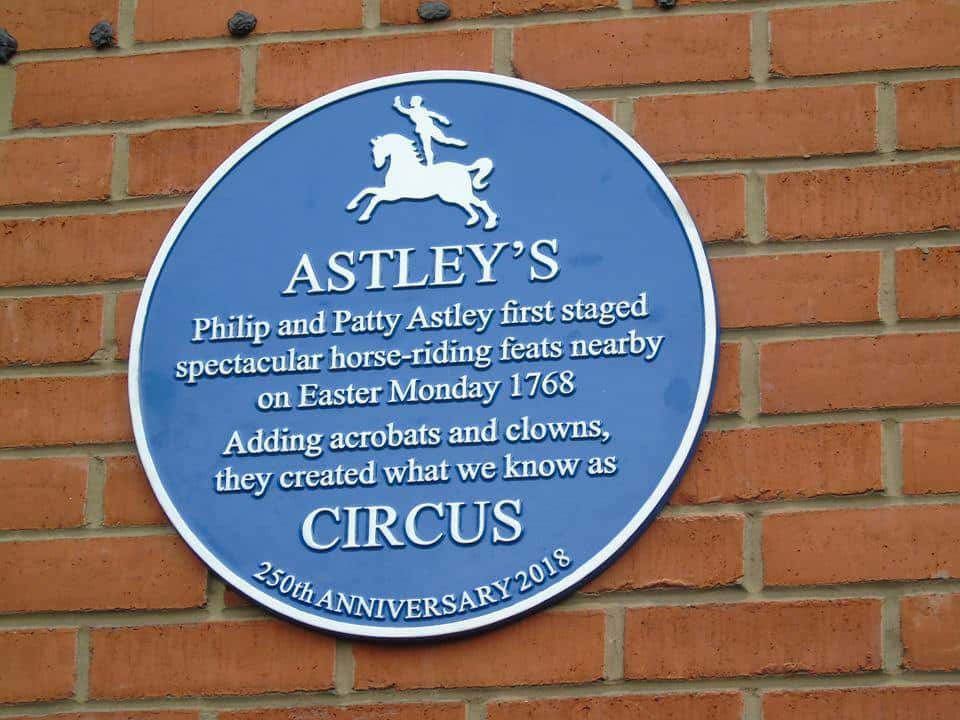 ASTLEY'S
Philip and Patty Astley first staged
spectacular horse-riding feats nearby
on Easter Monday 1768
Adding acrobats and clowns,
they created what we know as
CIRCUS
250th ANNIVERSARY 2018